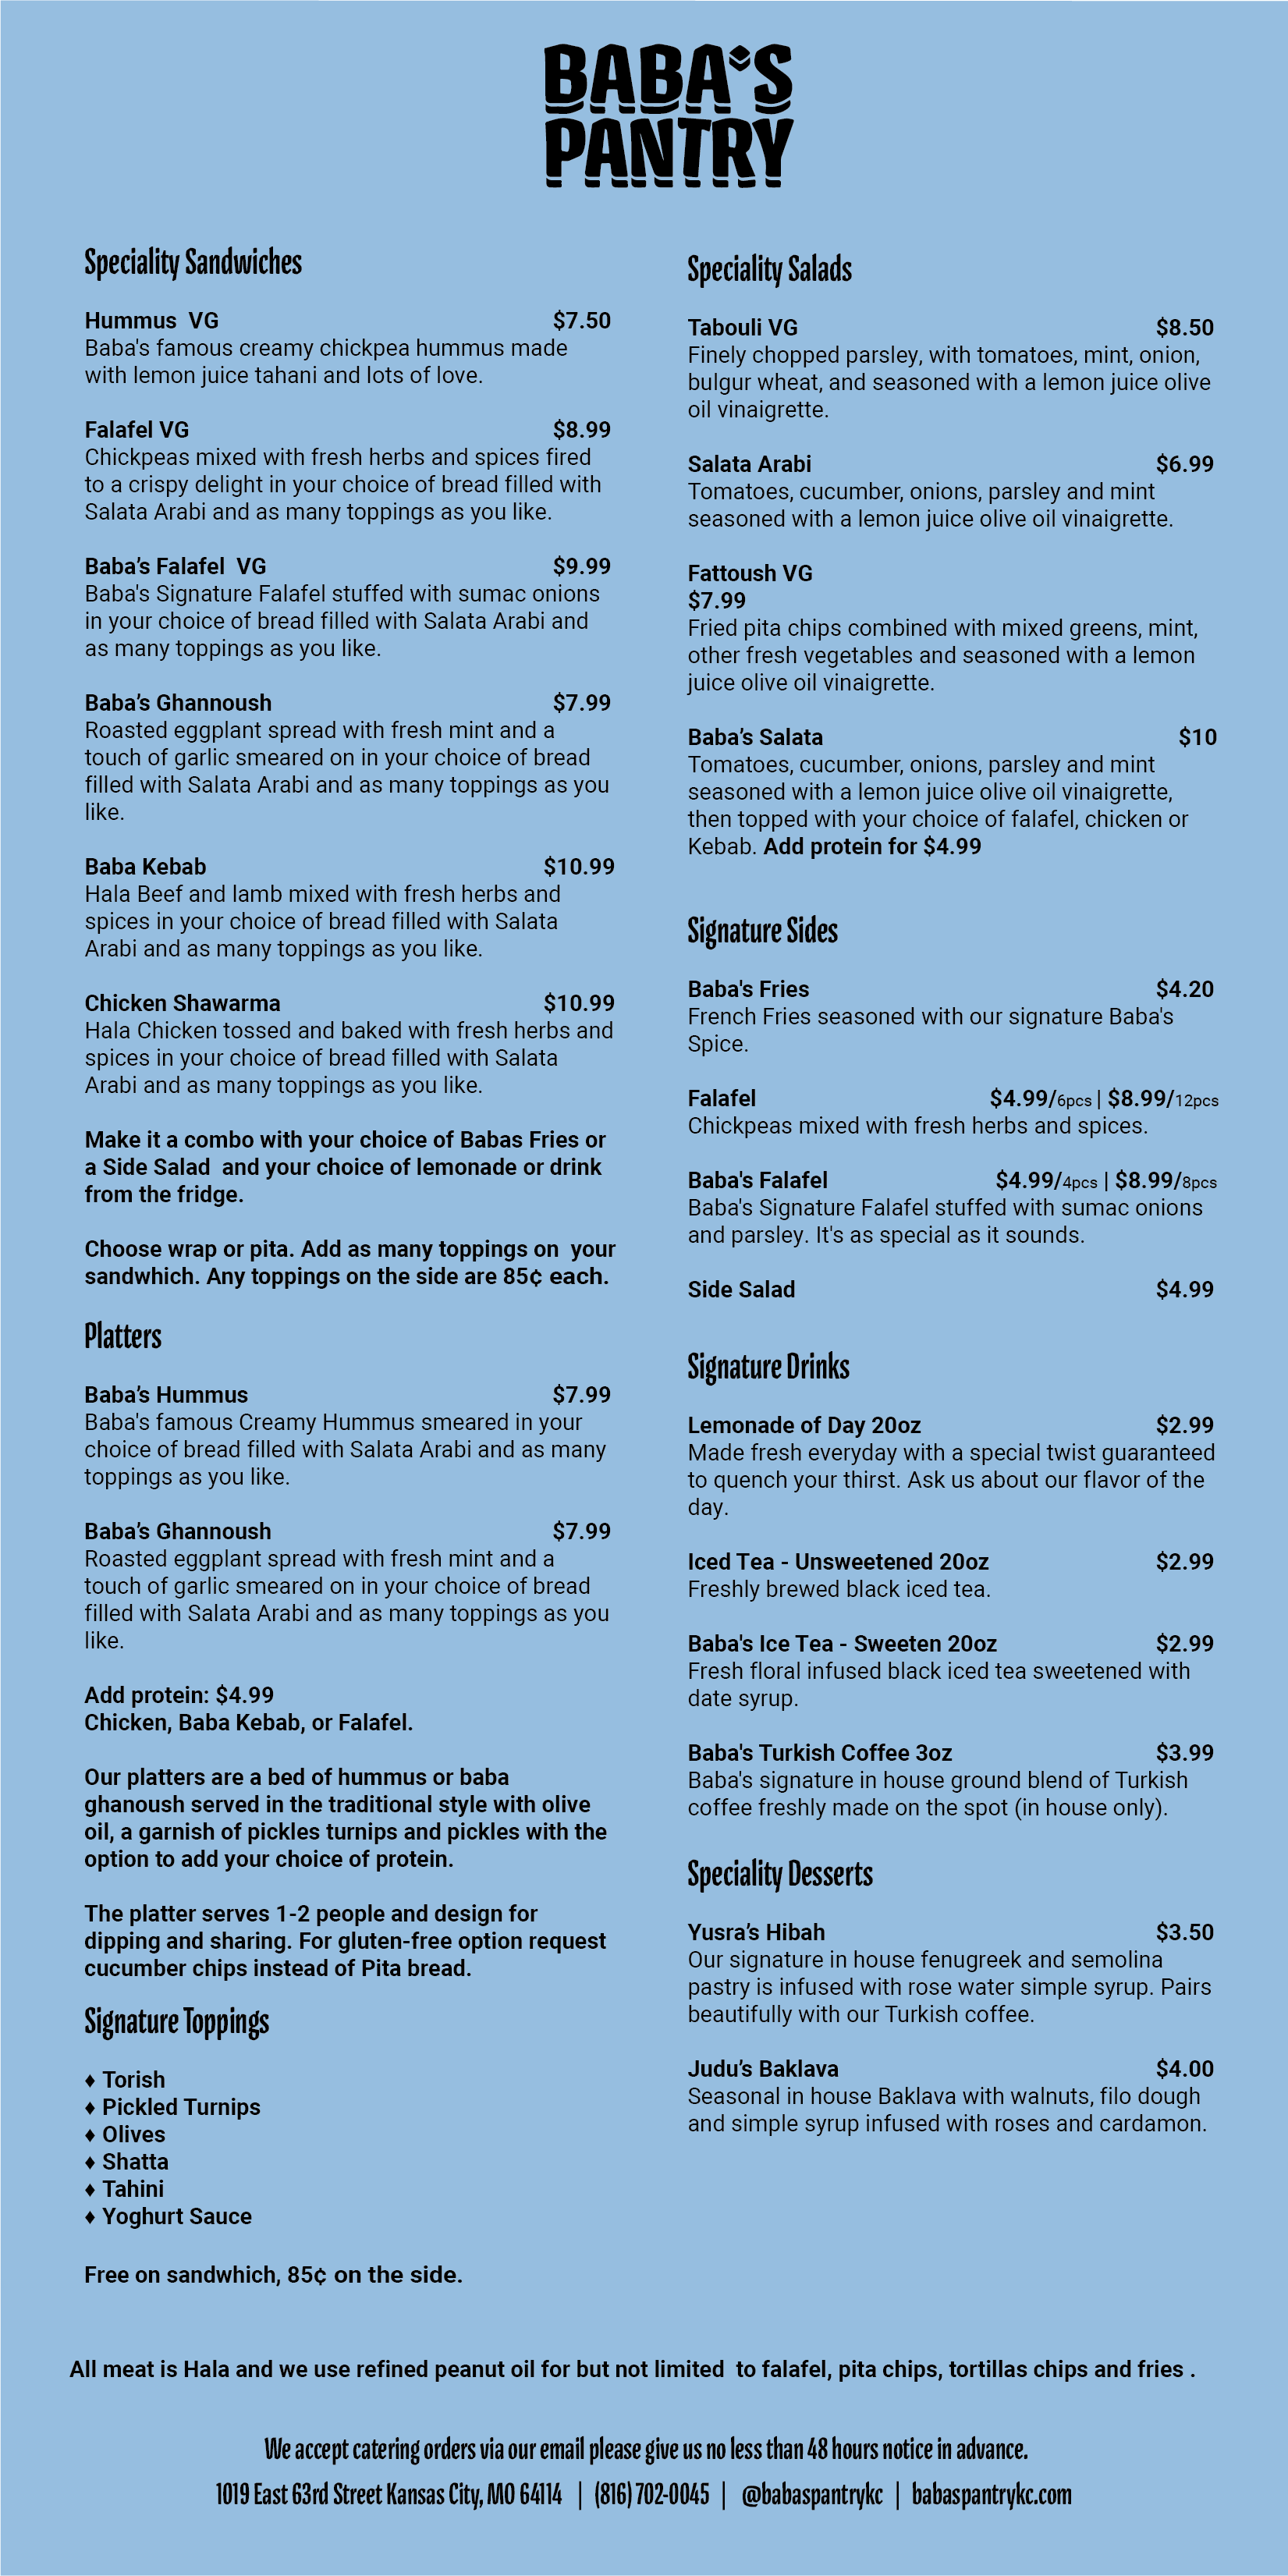 BABA'S
PANTRY
Speciality Sandwiches
Hummus  VG $7.50
Baba's famous creamy chickpea hummus made
with lemon juice tahani and lots of love.
Falafel VG $8.99
Chickpeas mixed with fresh herbs and spices fired
to a crispy delight in your choice of bread filled with
Salata Arabi and as many toppings as you like.
Baba’s Falafel  VG $9.99
Baba's Signature Falafel stuffed with sumac onions
in your choice of bread filled with Salata Arabi and
as many toppings as you like.
Baba’s Ghannoush $7.99
Roasted eggplant spread with fresh mint and a
touch of garlic smeared on in your choice of bread
filled with Salata Arabi and as many toppings as you
like.
Baba Kebab $10.99
Hala Beef and lamb mixed with fresh herbs and
spices in your choice of bread filled with Salata
Arabi and as many toppings as you like.
Chicken Shawarma $10.99
Hala Chicken tossed and baked with fresh herbs and
spices in your choice of bread filled with Salata
Arabi and as many toppings as you like.
Make it a combo with your choice of Babas Fries or
a Side Salad  and your choice of lemonade or drink
from the fridge.
Choose wrap or pita. Add as many toppings on  your
sandwhich. Any toppings on the side are 85¢ each.
Platters
Baba’s Hummus $7.99
Baba's famous Creamy Hummus smeared in your
choice of bread filled with Salata Arabi and as many
toppings as you like.
Baba’s Ghannoush $7.99
Roasted eggplant spread with fresh mint and a
touch of garlic smeared on in your choice of bread
filled with Salata Arabi and as many toppings as you
like.
Add protein: $4.99
Chicken, Baba Kebab, or Falafel.
Our platters are a bed of hummus or baba
ghanoush served in the traditional style with olive
oil, a garnish of pickles turnips and pickles with the
option to add your choice of protein.
The platter serves 1-2 people and design for
dipping and sharing. For gluten-free option request
cucumber chips instead of Pita bread.
Signature Toppings
♦ Torish
♦ Pickled Turnips
♦ Olives
♦ Shatta
♦ Tahini
♦ Yoghurt Sauce
Free on sandwhich, 85¢ on the side.
Speciality Salads
Tabouli VG $8.50
Finely chopped parsley, with tomatoes, mint, onion,
bulgur wheat, and seasoned with a lemon juice olive
oil vinaigrette.
Salata Arabi $6.99
Tomatoes, cucumber, onions, parsley and mint
seasoned with a lemon juice olive oil vinaigrette.
Fattoush VG
$7.99
Fried pita chips combined with mixed greens, mint,
other fresh vegetables and seasoned with a lemon
juice olive oil vinaigrette.
Baba’s Salata $10
Tomatoes, cucumber, onions, parsley and mint
seasoned with a lemon juice olive oil vinaigrette,
then topped with your choice of falafel, chicken or
Kebab. Add protein for $4.99
Signature Sides
Baba's Fries $4.20
French Fries seasoned with our signature Baba's
Spice.
Falafel $4.99/6pcs | $8.99/12pcs
Chickpeas mixed with fresh herbs and spices.
Baba's Falafel $4.99/4pcs | $8.99/8pcs
Baba's Signature Falafel stuffed with sumac onions
and parsley. It's as special as it sounds.
Side Salad $4.99
Signature Drinks
Lemonade of Day 20oz $2.99
Made fresh everyday with a special twist guaranteed
to quench your thirst. Ask us about our flavor of the
day.
Iced Tea - Unsweetened 20oz $2.99
Freshly brewed black iced tea.
Baba's Ice Tea - Sweeten 20oz $2.99
Fresh floral infused black iced tea sweetened with
date syrup.
Baba's Turkish Coffee 3oz $3.99
Baba's signature in house ground blend of Turkish
coffee freshly made on the spot (in house only).
Speciality Desserts
Yusra’s Hibah $3.50
Our signature in house fenugreek and semolina
pastry is infused with rose water simple syrup. Pairs
beautifully with our Turkish coffee.
Judu’s Baklava $4.00
Seasonal in house Baklava with walnuts, filo dough
and simple syrup infused with roses and cardamon.
All meat is Hala and we use refined peanut oil for but not limited  to falafel, pita chips, tortillas chips and fries .
We accept catering orders via our email please give us no less than 48 hours notice in advance.
1019 East 63rd Street Kansas City, MO 64114 | (816) 702-0045 | @babaspantrykc | babaspantrykc.com